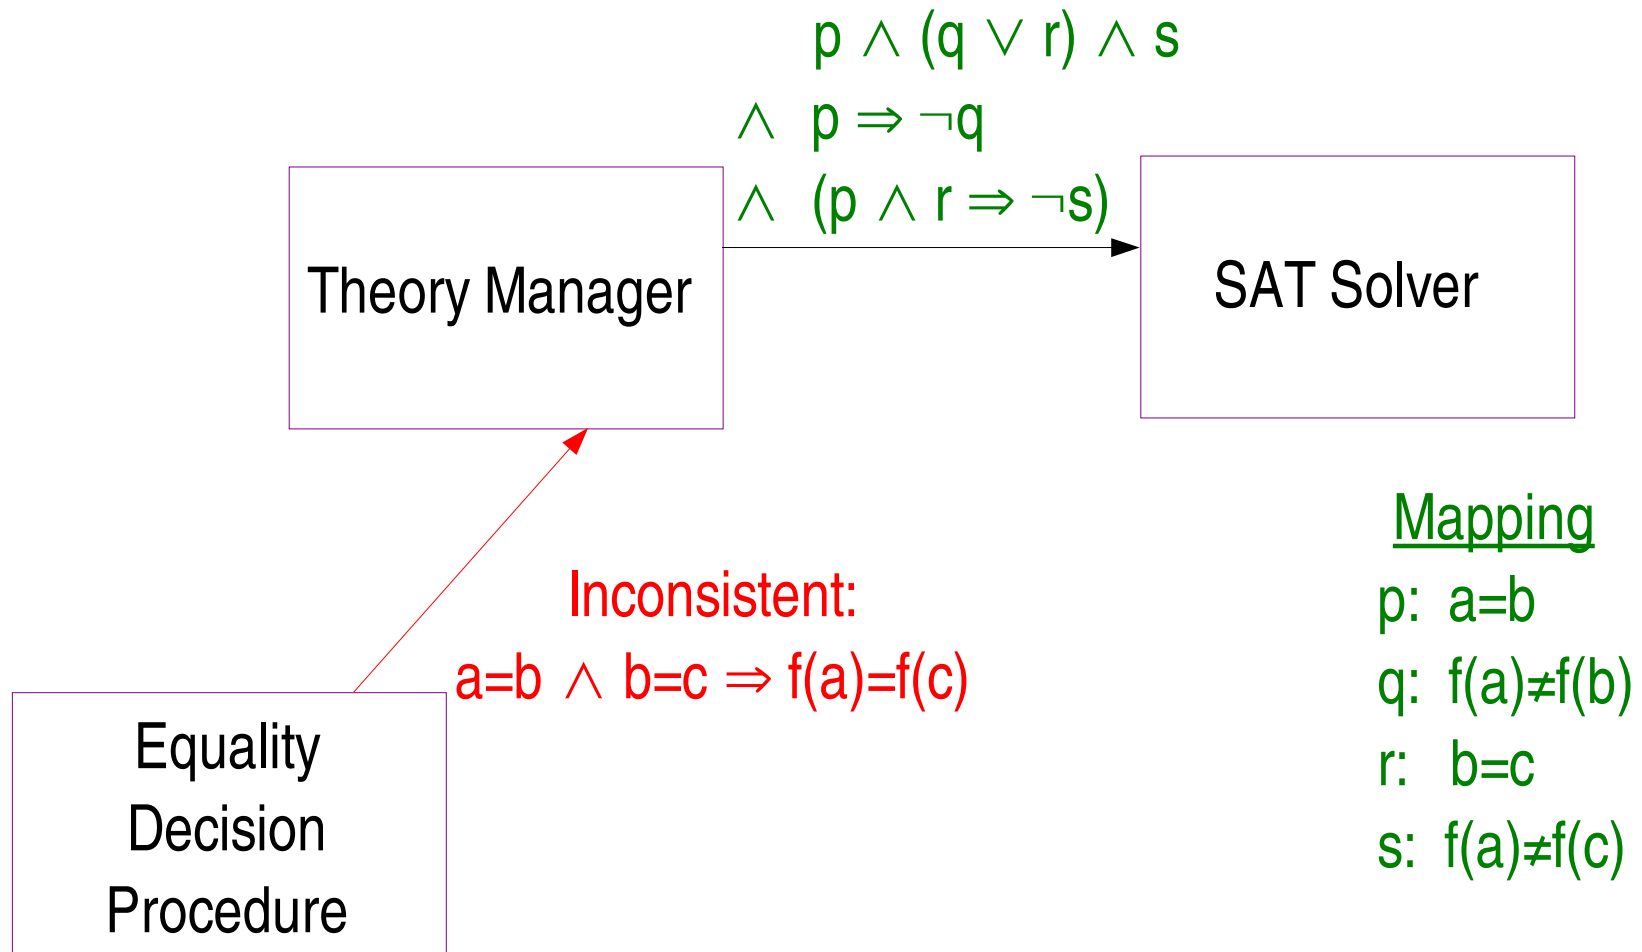 p ∧ (q ∨ r) ∧ s
∧ p ⇒ ¬q
∧ (p ∧ r ⇒ ¬s)
Theory Manager
SAT Solver
Inconsistent:
a=b ∧ b=c ⇒ f(a)=f(c)
Equality
Decision
Procedure
Mapping
p: a=b
q: f(a)≠f(b)
r: b=c
s: f(a)≠f(c)